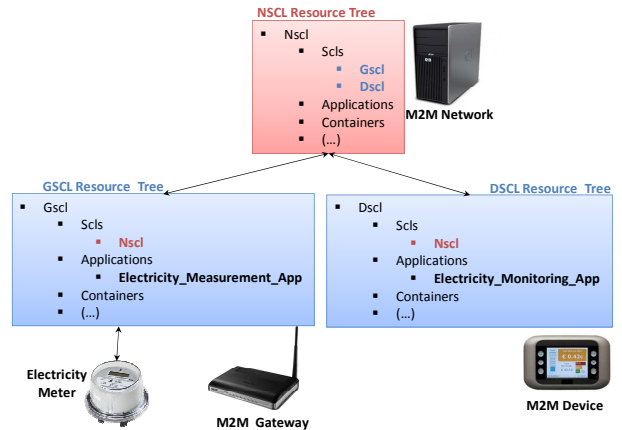 NSCL Resource Tree
Nscl
Scls
Gscl
Dscl
Applications
Containers
(...)
M2M Network
GSCL Resource Tree
Gscl
Scls
Nscl
Applications
Electricity_Measurement_App
Containers
(...)
DSCL Resource Tree
Dscl
Scls
Nscl
Applications
Electricity_Monitoring_App
Containers
(...)
Electricity
Meter
M2M Gateway
M2M Device